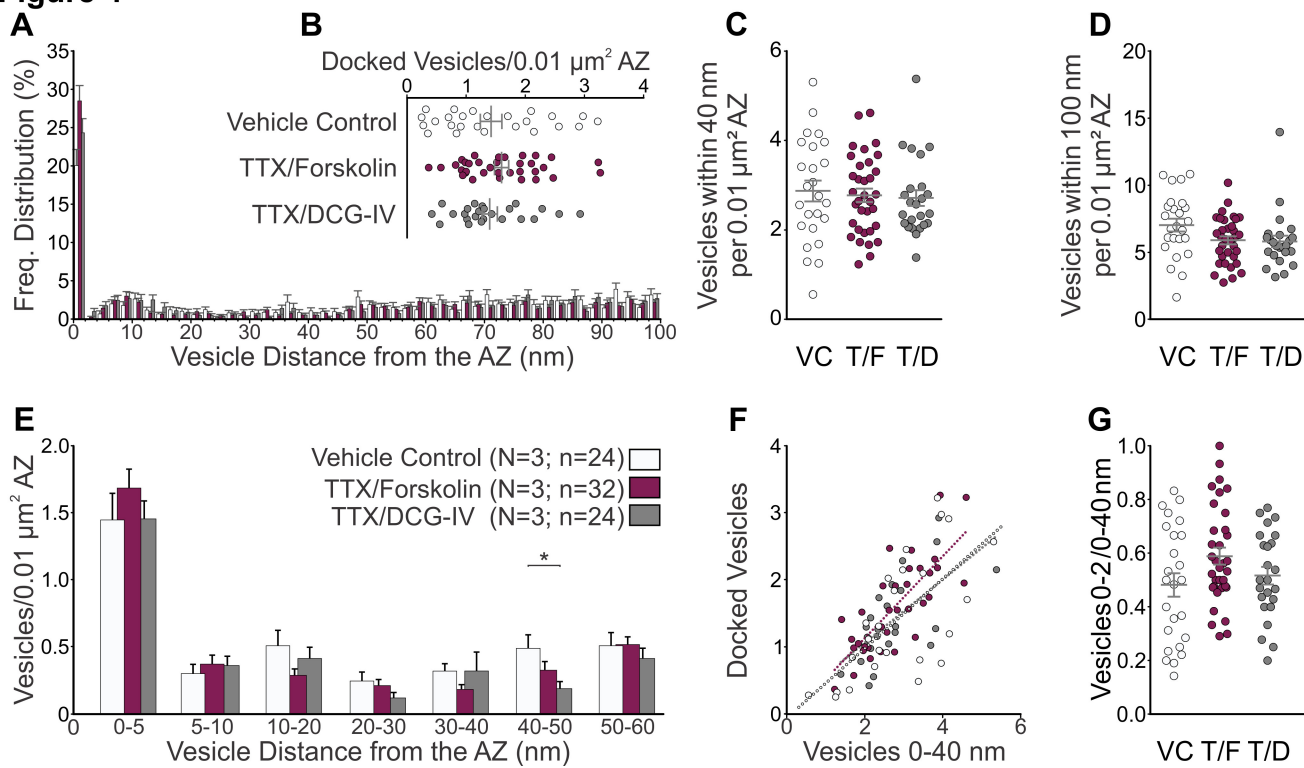 A
B
C
D
Docked Vesicles/0.01 µm² AZ
0 1 2 3 4
Vehicle Control
TTX/Forskolin
TTX/DCG-IV
Freq. Distribution (%)
35
30
25
20
15
10
5
0
0 10 20 30 40 50 60 70 80 90 100
Vesicle Distance from the AZ (nm)
Vesicles within 40 nm
per 0.01 µm² AZ
6
4
2
0
VC T/F T/D
Vesicles within 100 nm
per 0.01 µm² AZ
20
15
10
5
0
VC T/F T/D
E
F
G
Vesicles/0.01 µm² AZ
2.0
1.5
1.0
0.5
0
Vehicle Control (N=3; n=24)
TTX/Forskolin (N=3; n=32)
TTX/DCG-IV (N=3; n=24)
*
0 0-5 5-10 10-20 20-30 30-40 40-50 50-60
Vesicle Distance from the AZ (nm)
Docked Vesicles
4
3
2
1
0
0 2 4 6
Vesicles 0-40 nm
Vesicles 0-2/0-40 nm
1.0
0.8
0.6
0.4
0.2
0.0
VC T/F T/D